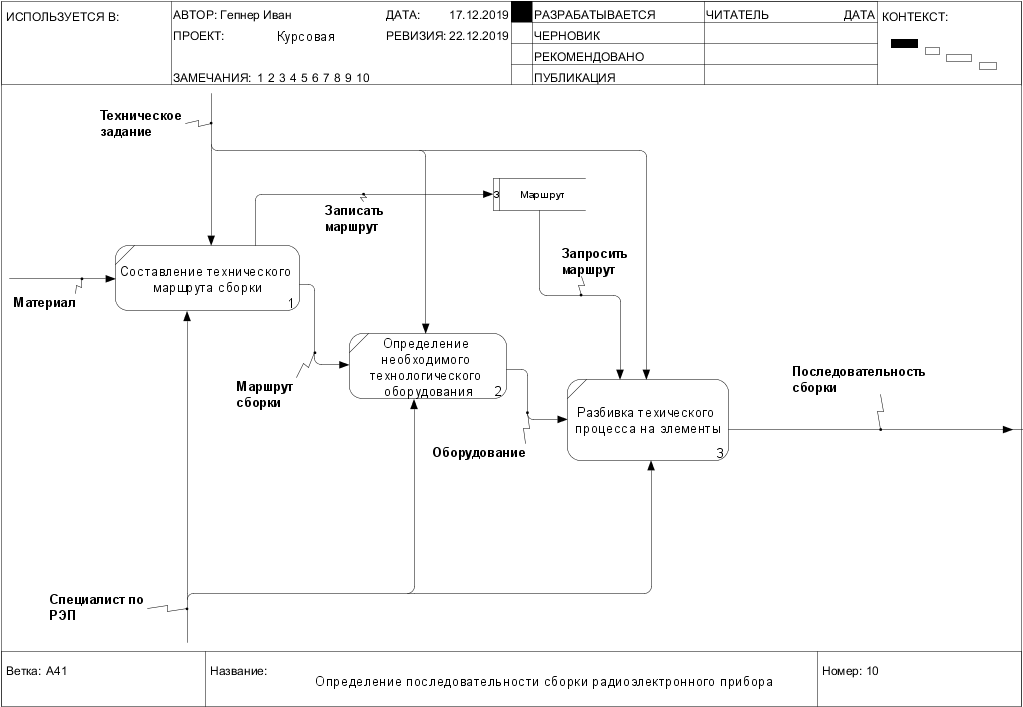 ИСПОЛЬЗУЕТСЯ В:
АВТОР: Гепнер Иван
ДАТА: 17.12.2019
РАЗРАБАТЫВАЕТСЯ
ЧИТАТЕЛЬ
ДАТА
КОНТЕКСТ:
ПРОЕКТ: Курсовая
РЕВИЗИЯ: 22.12.2019
ЧЕРНОВИК
РЕКОМЕНДОВАНО
ЗАМЕЧАНИЯ: 1 2 3 4 5 6 7 8 9 10
ПУБЛИКАЦИЯ
Техническое
задание
3 Маршрут
Записать
маршрут
Запросить
маршрут
Составление технического
маршрута сборки
1
Материал
Определение
необходимого
технологического
оборудования
2
Маршрут
сборки
Последовательность
сборки
Разбивка техического
процесса на элементы
3
Оборудование
Специалист по
РЭП
Ветка: A41
Название:
Определение последовательности сборки радиоэлектронного прибора
Номер: 10